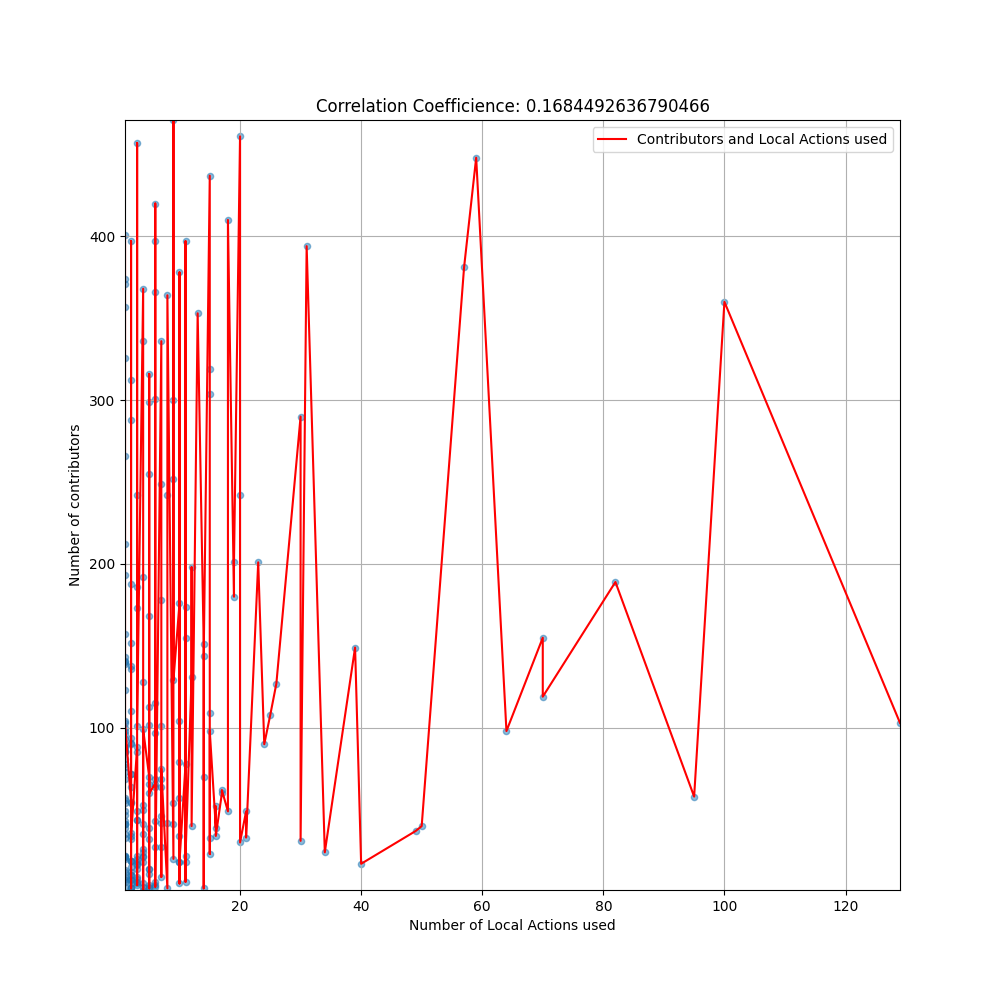 Correlation Coefficience: 0.1684492636790466
Contributors and Local Actions used
Number of contributors
400
300
200
100
20
40
60
80
100
120
Number of Local Actions used